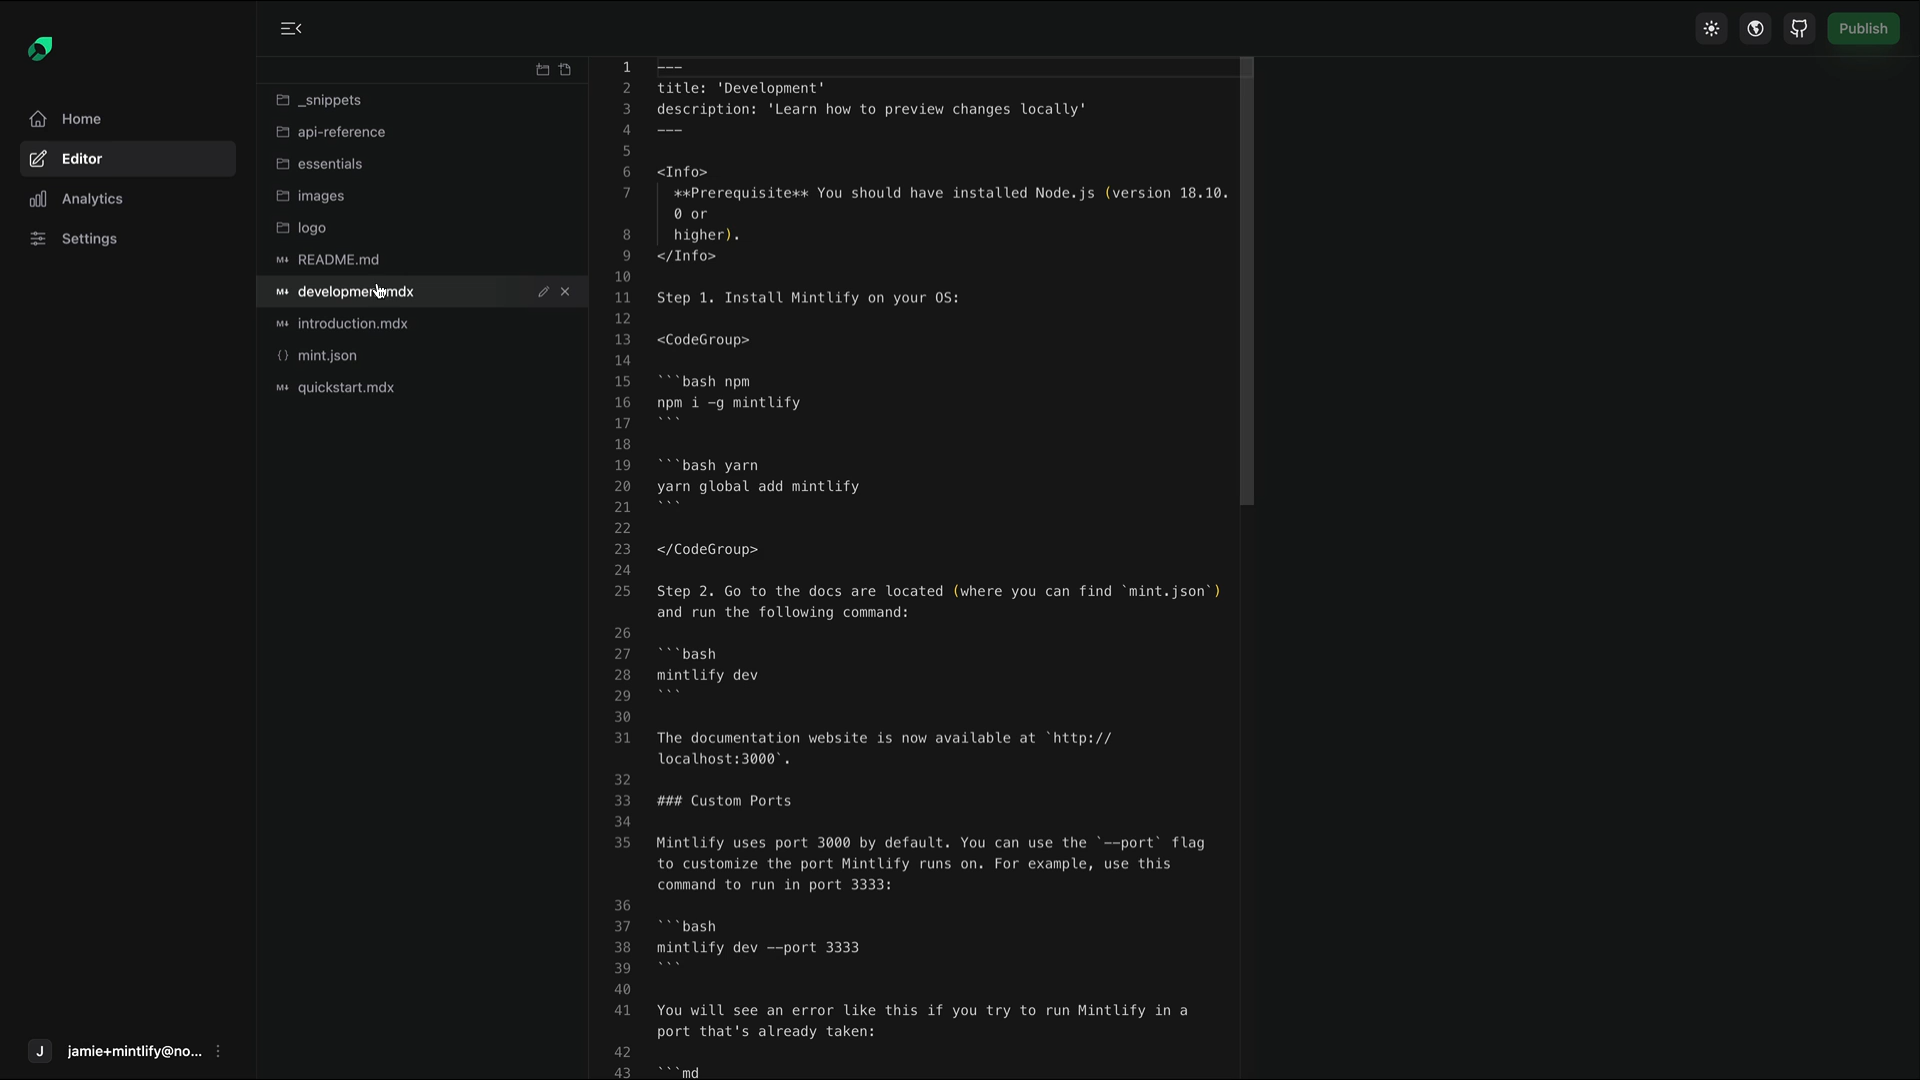 Publish
Home
Editor
Analytics
Settings
_snippets
api-reference
essentials
images
logo
README.md
development.mdx
introduction.mdx
mint.json
quickstart.mdx
1 ---
2 title: 'Development'
3 description: 'Learn how to preview changes locally'
4 ---
5
6 <Info>
7 **Prerequisite** You should have installed Node.js (version 18.10.
0 or
8 higher).
9 </Info>
10
11 Step 1. Install Mintlify on your OS:
12
13 <CodeGroup>
14
15 ```bash npm
16 npm i -g mintlify
17 ```
18
19 ```bash yarn
20 yarn global add mintlify
21 ```
22
23 </CodeGroup>
24
25 Step 2. Go to the docs are located (where you can find `mint.json`)
and run the following command:
26
27 ```bash
28 mintlify dev
29 ```
30
31 The documentation website is now available at `http://
localhost:3000`.
32
33 ### Custom Ports
34
35 Mintlify uses port 3000 by default. You can use the `--port` flag
to customize the port Mintlify runs on. For example, use this
command to run in port 3333:
36
37 ```bash
38 mintlify dev --port 3333
39 ```
40
41 You will see an error like this if you try to run Mintlify in a
port that's already taken:
42
43 ```md
J jamie+mintlify@no...